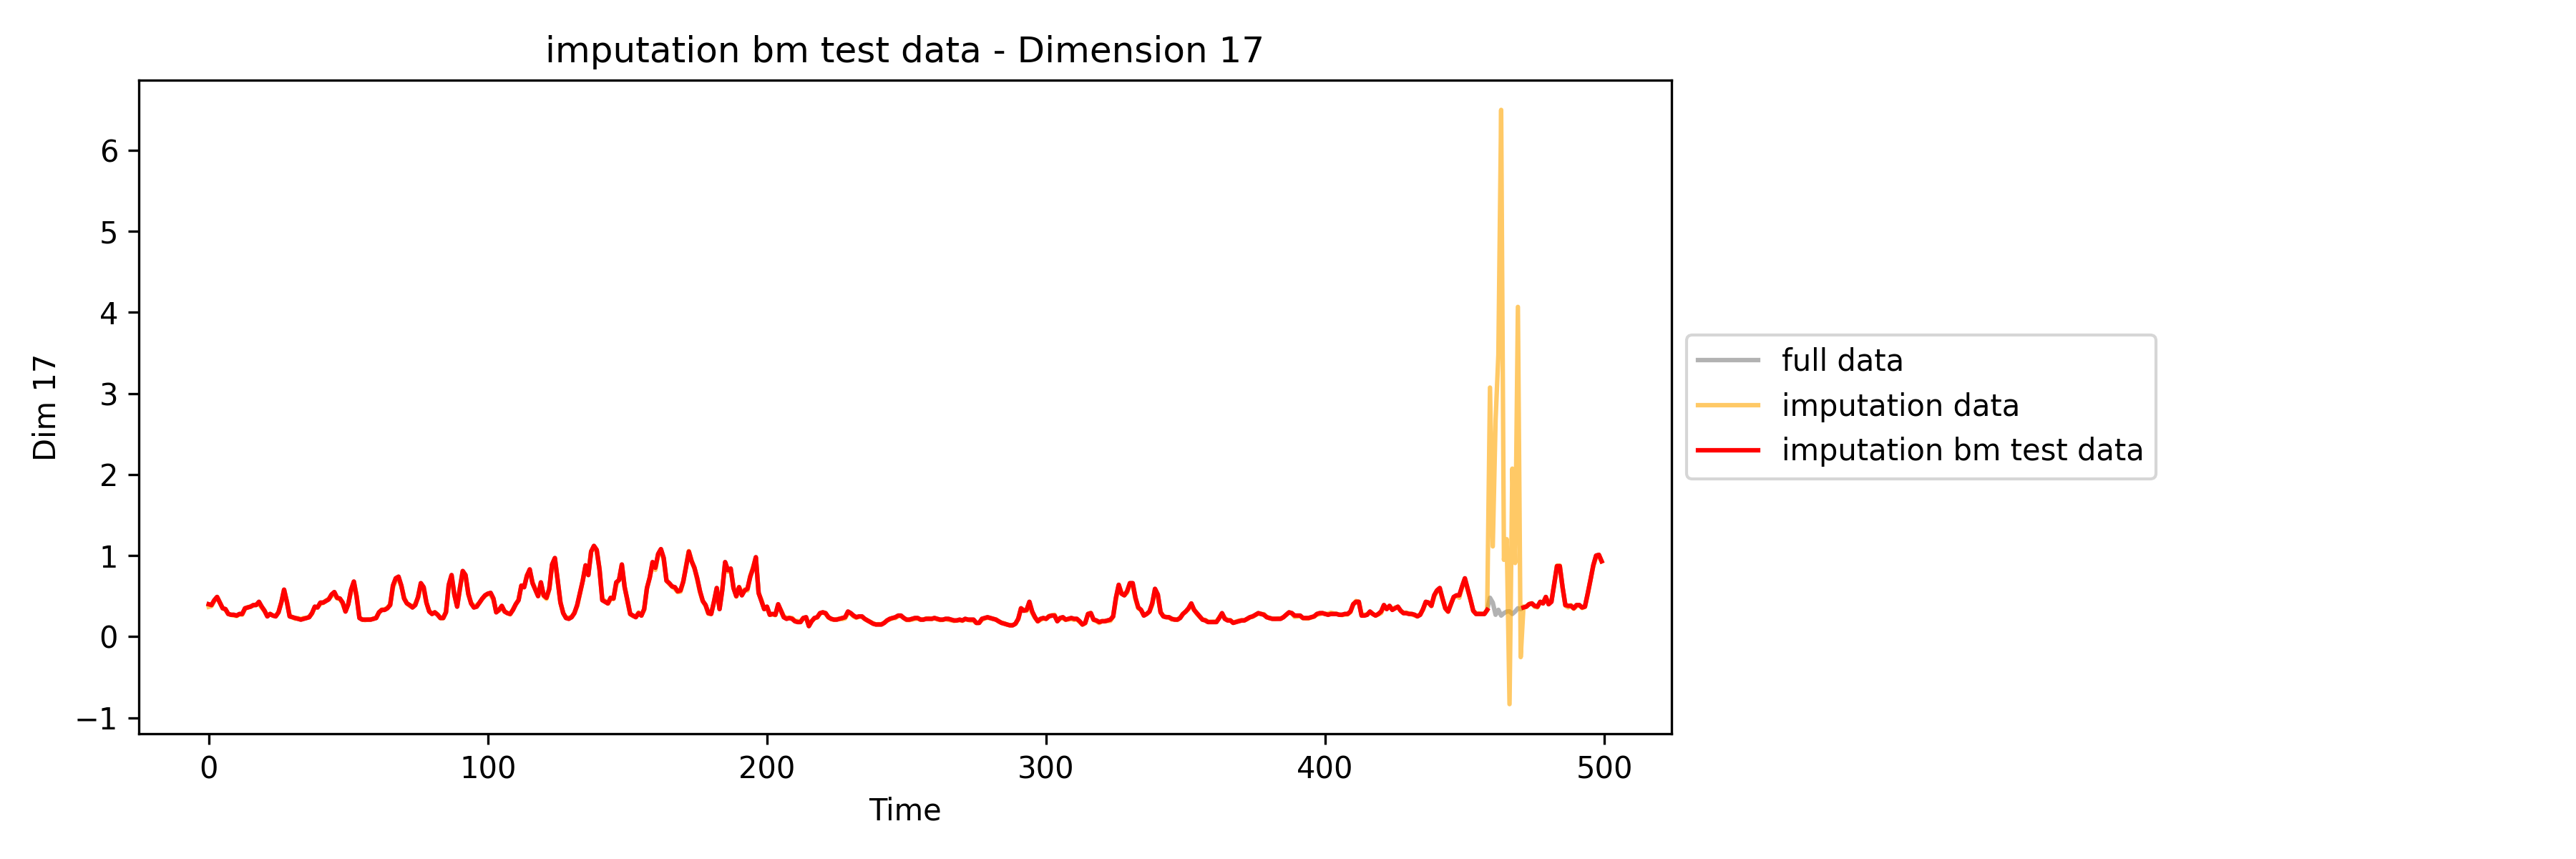 imputation bm test data - Dimension 17
6
5
4
3
2
1
0
−1
Dim 17
0 100 200 300 400 500
Time
full data
imputation data
imputation bm test data